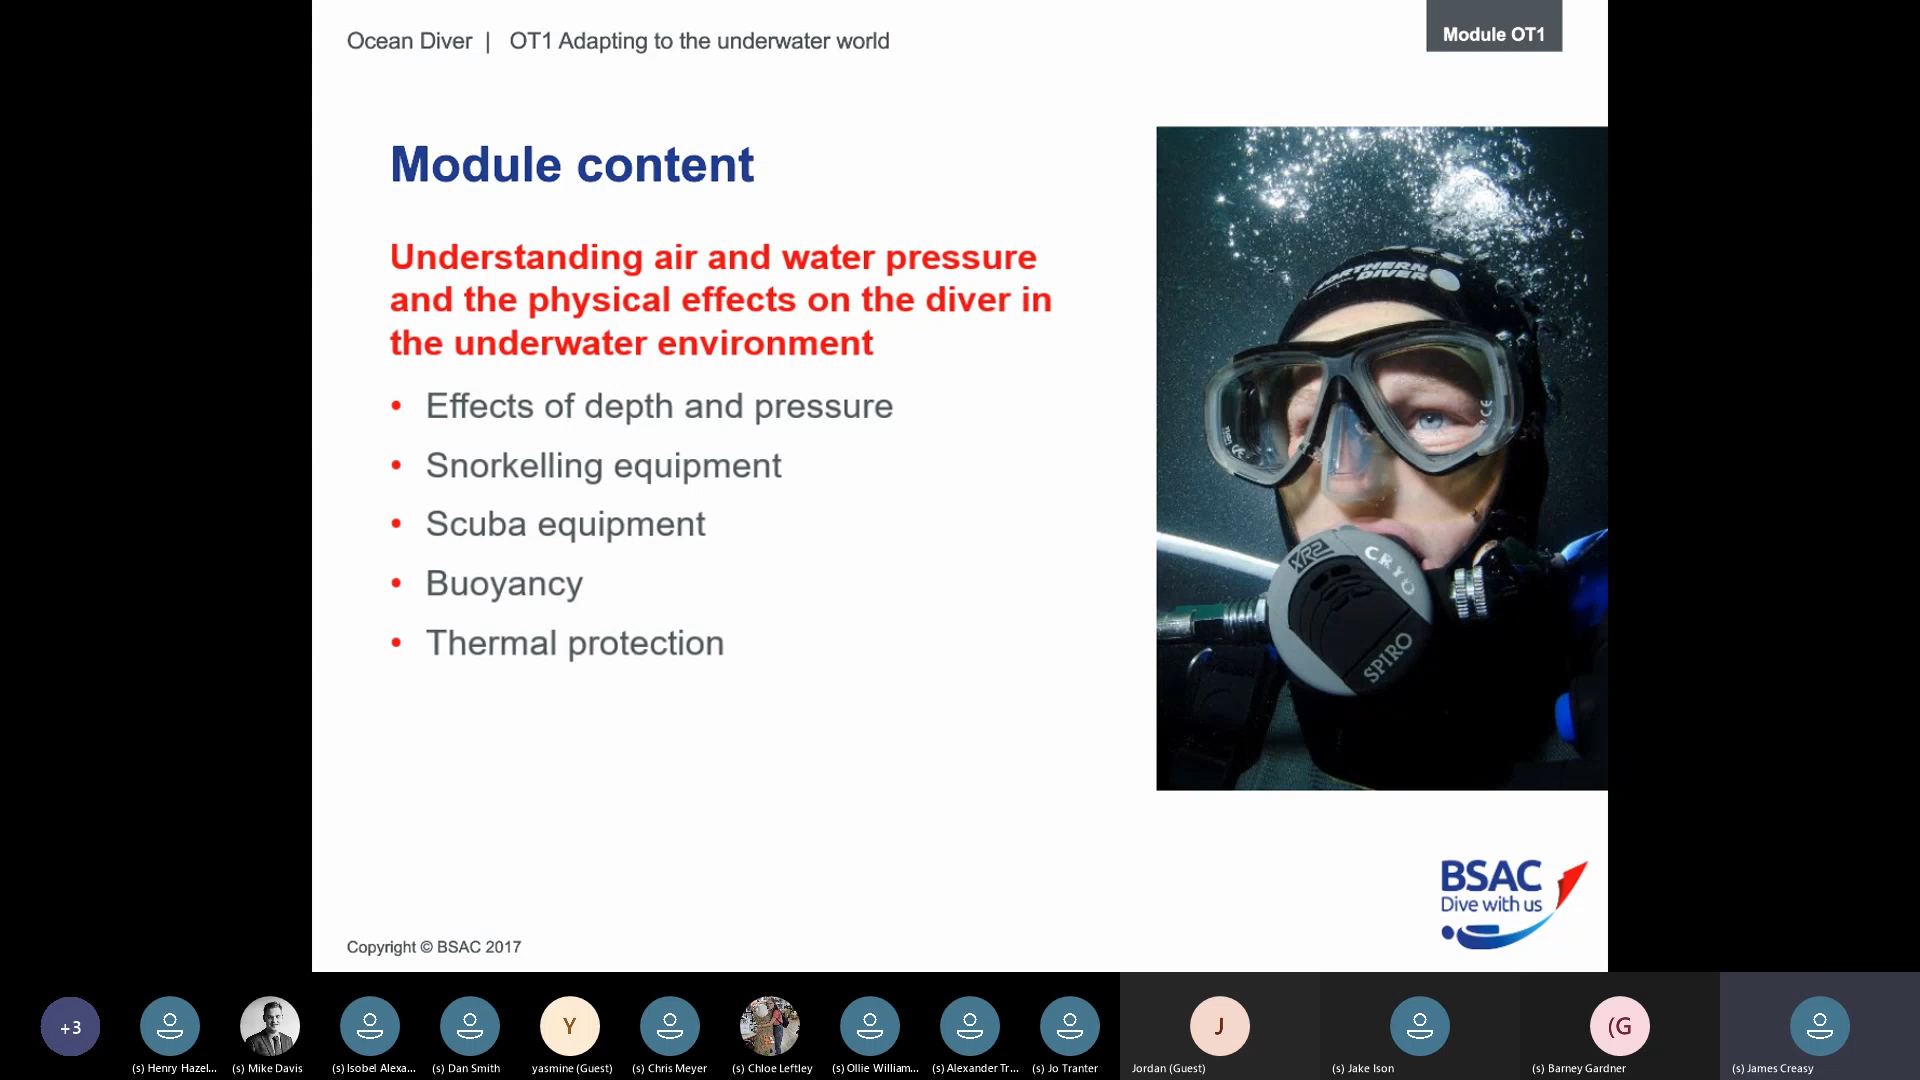 Ocean Diver | OT1 Adapting to the underwater world
Module OT1
Module content
Understanding air and water pressure
and the physical effects on the diver in
the underwater environment
• Effects of depth and pressure
• Snorkelling equipment
• Scuba equipment
• Buoyancy
• Thermal protection
NORTHERN
DIVER
CE
XR2
CRYO
SPIRO
BSAC
Dive with us
Copyright © BSAC 2017
+3
Y
J
(G
(s) Henry Hazel...
(s) Mike Davis
(s) Isobel Alexa...
(s) Dan Smith
yasmine (Guest)
(s) Chris Meyer
(s) Chloe Leftley
(s) Ollie William...
(s) Alexander Tr...
(s) Jo Tranter
Jordan (Guest)
(s) Jake Ison
(s) Barney Gardner
(s) James Creasy